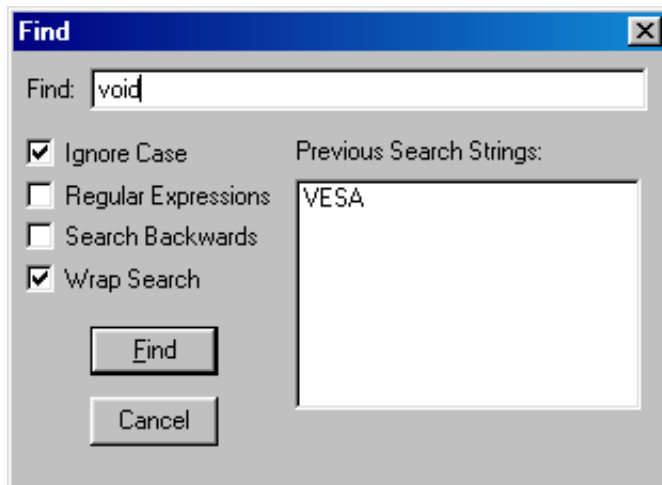 Find
Find: void
Ignore Case
Regular Expressions
Search Backwards
Wrap Search
Find
Cancel
Previous Search Strings:
VESA